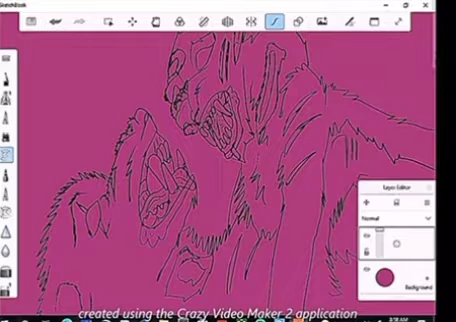 SketchBook
Layer Editor
Normal
Background
created using the Crazy Video Maker 2 application